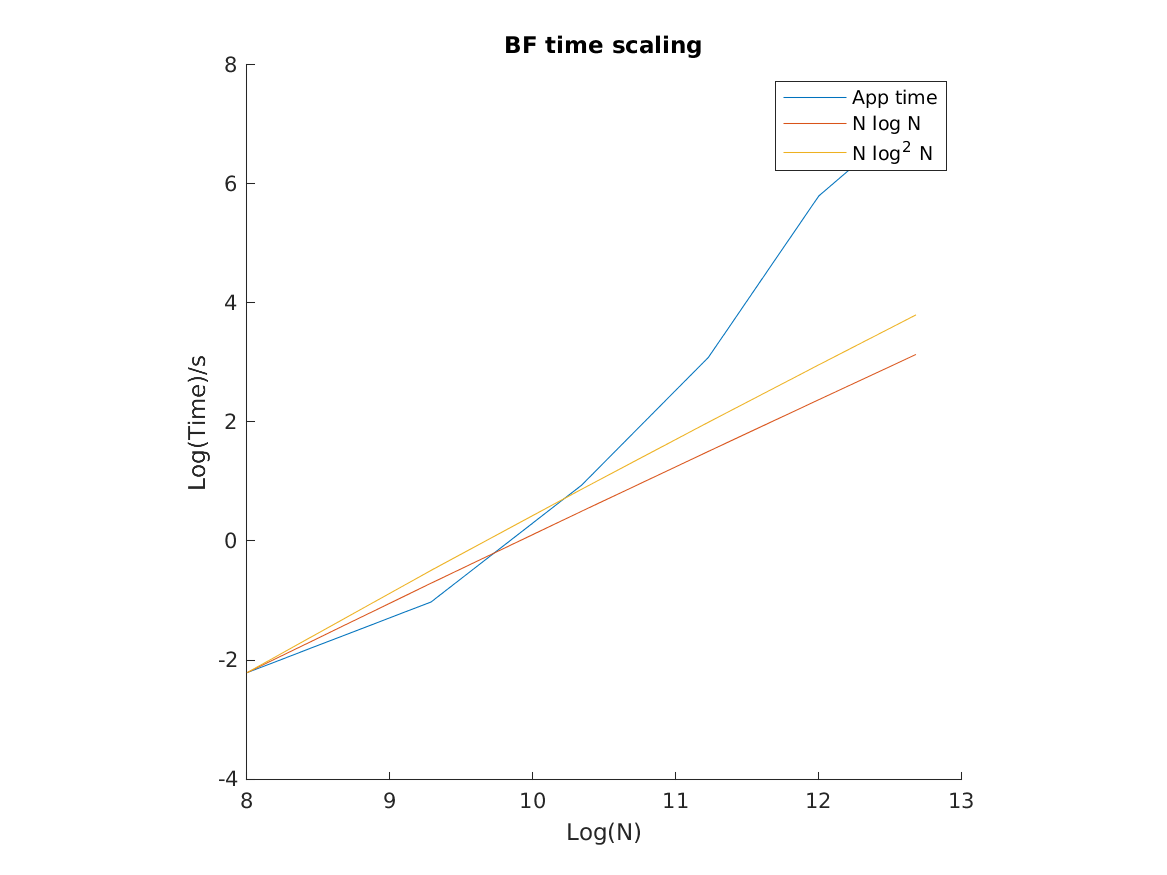 BF time scaling
8
App time
N log N
N log² N
6
4
Log(Time)/s
2
0
-2
-4
8 9 10 11 12 13
Log(N)